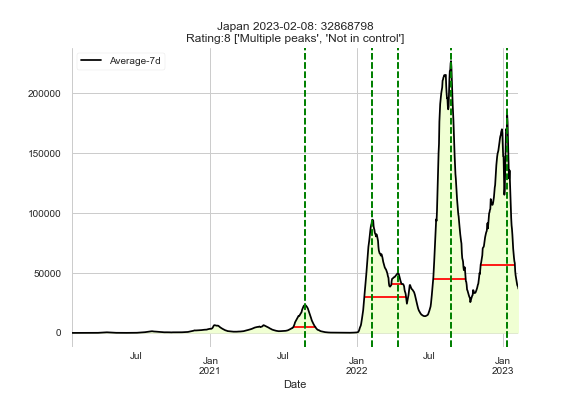 Japan 2023-02-08: 32868798
Rating:8 ['Multiple peaks', 'Not in control']
Average-7d
200000
150000
100000
50000
0
Jul
Jan
2021
Jul
Jan
2022
Jul
Jan
2023
Date